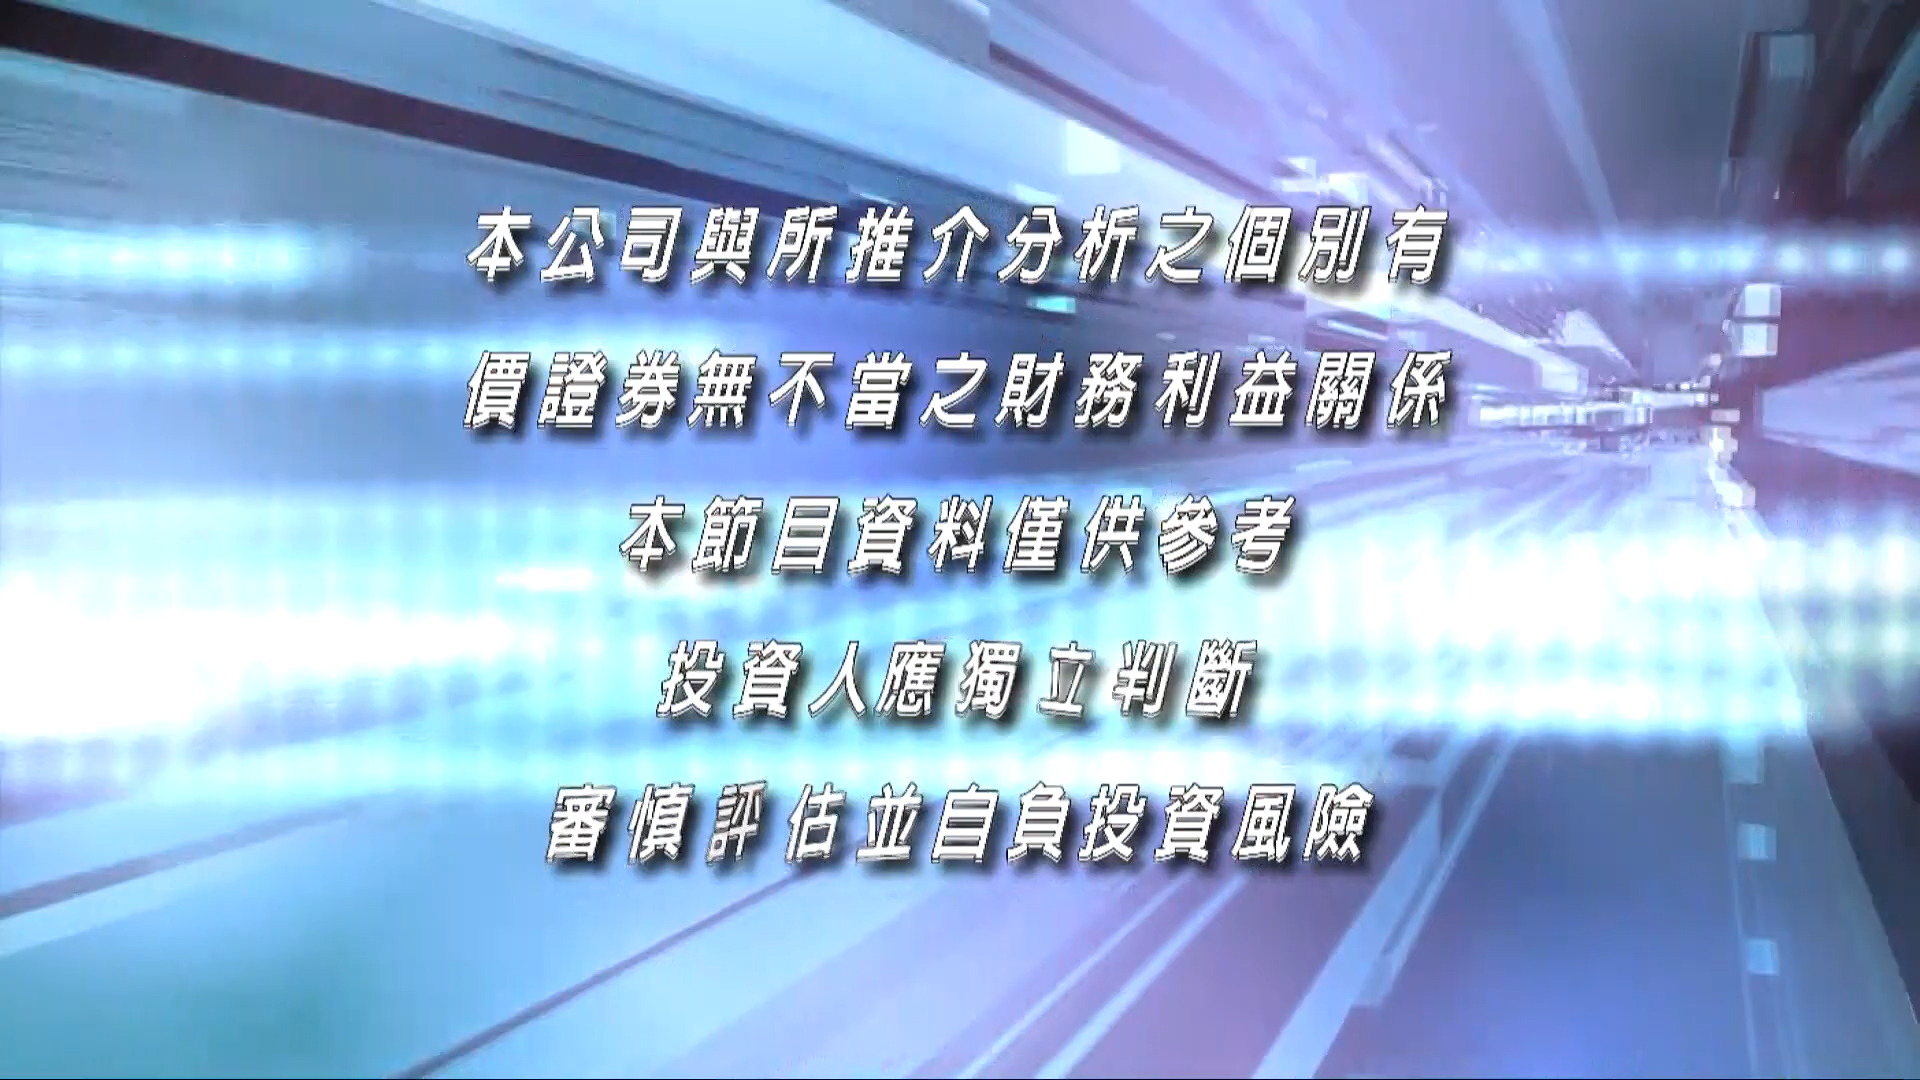 本公司與所推介分析之個別有
價證券無不當之財務利益關係
本節目資料僅供參考
投資人應獨立判斷
審慎評估並自負投資風險